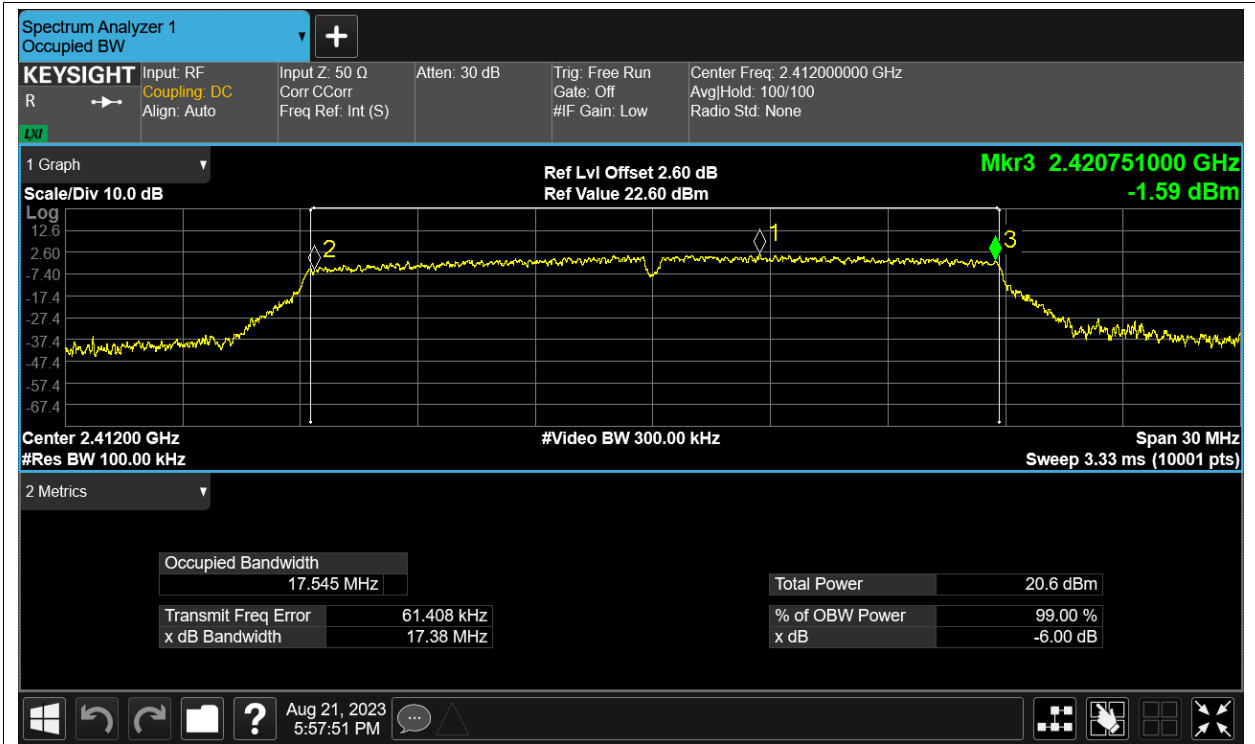 Spectrum Analyzer 1
Occupied BW
+
KEYSIGHT
R
LXI
Input: RF
Coupling: DC
Align: Auto
Input Z: 50 Ω
Corr CCorr
Freq Ref: Int (S)
Atten: 30 dB
Trig: Free Run
Gate: Off
#IF Gain: Low
Center Freq: 2.412000000 GHz
Avg|Hold: 100/100
Radio Std: None
1 Graph
Scale/Div 10.0 dB
Ref Lvl Offset 2.60 dB
Ref Value 22.60 dBm
Mkr3 2.420751000 GHz
-1.59 dBm
Log
12.6
2.60
-7.40
-17.4
-27.4
-37.4
-47.4
-57.4
-67.4
2
1
3
Center 2.41200 GHz
#Res BW 100.00 kHz
#Video BW 300.00 kHz
Span 30 MHz
Sweep 3.33 ms (10001 pts)
2 Metrics
Occupied Bandwidth
17.545 MHz
Transmit Freq Error 61.408 kHz
x dB Bandwidth 17.38 MHz
Total Power 20.6 dBm
% of OBW Power 99.00 %
x dB -6.00 dB
?
Aug 21, 2023
5:57:51 PM